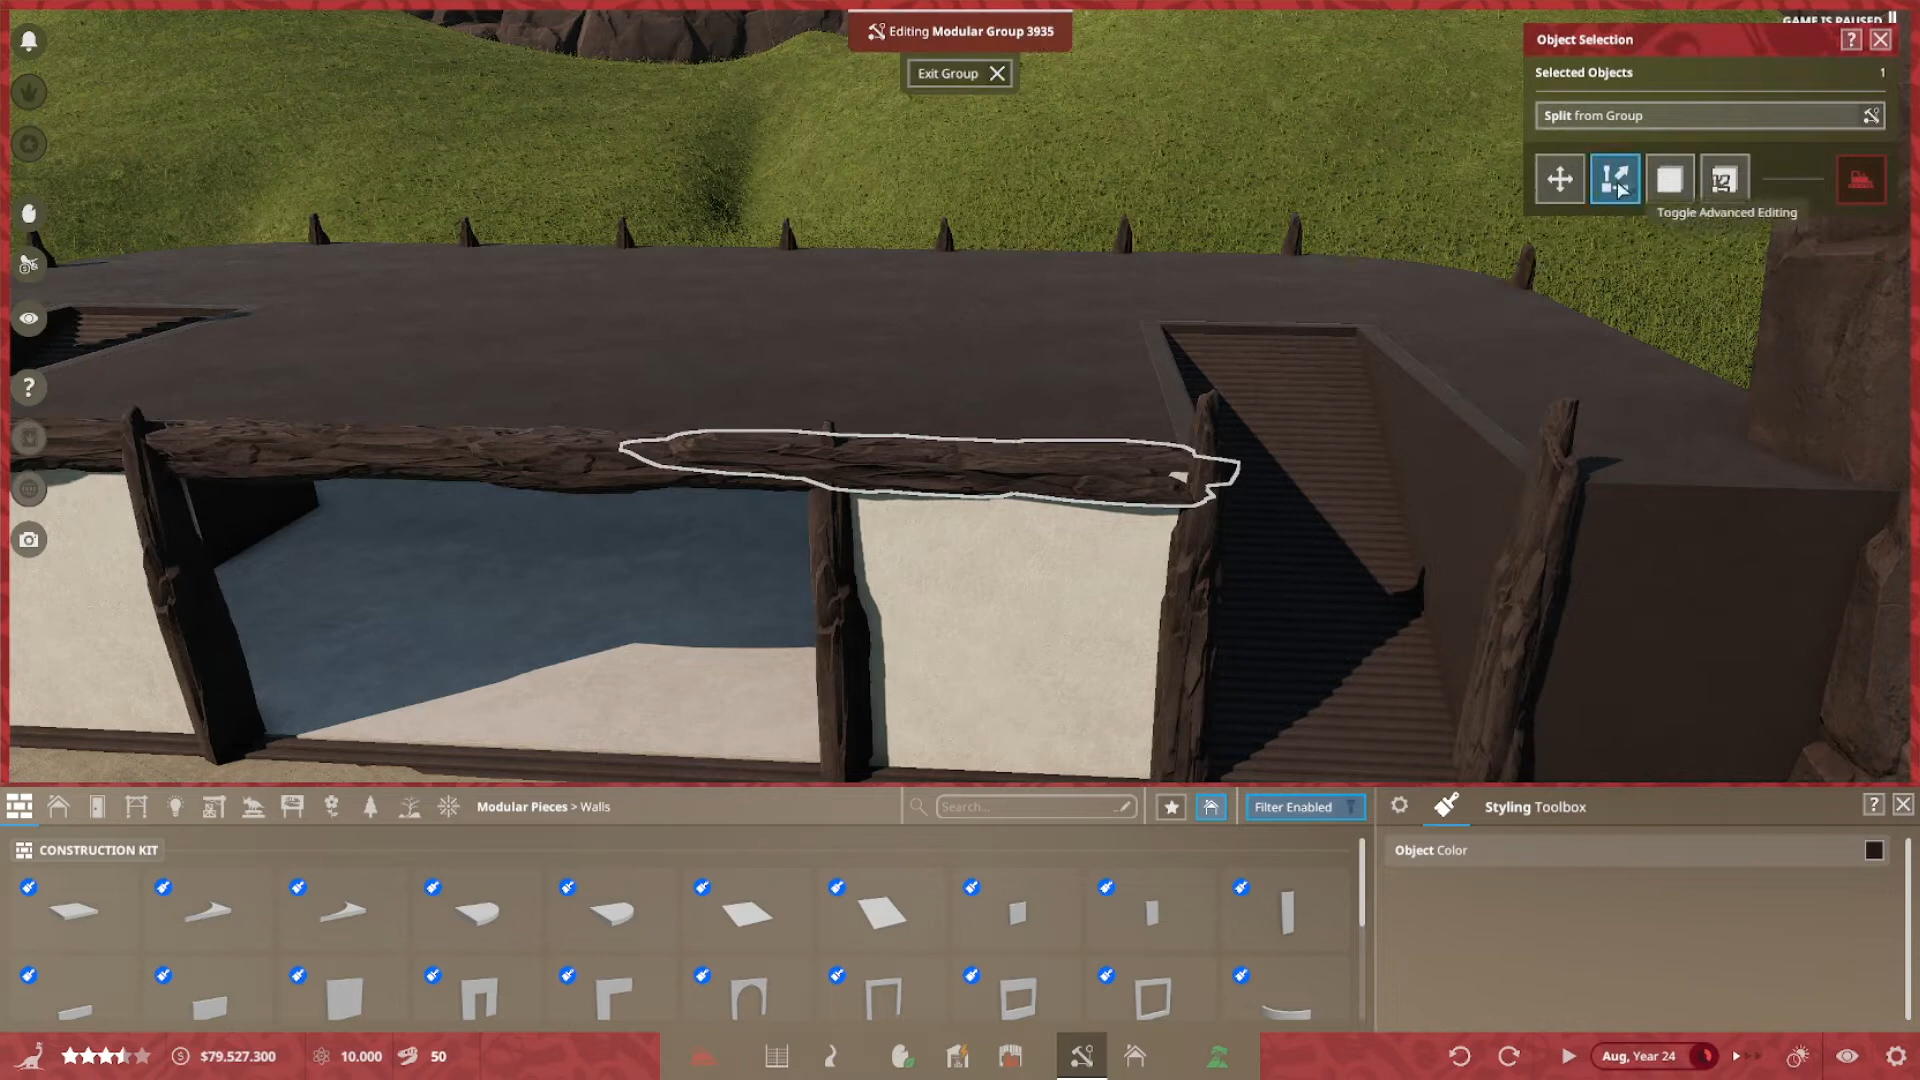 Editing Modular Group 3935
Exit Group
GAME IS PAUSED
Object Selection
?
Selected Objects 1
Split from Group
Toggle Advanced Editing
?
Modular Pieces > Walls
Search...
Filter Enabled
Styling Toolbox
?
CONSTRUCTION KIT
Object Color
$79.527.300
10.000
50
Aug, Year 24